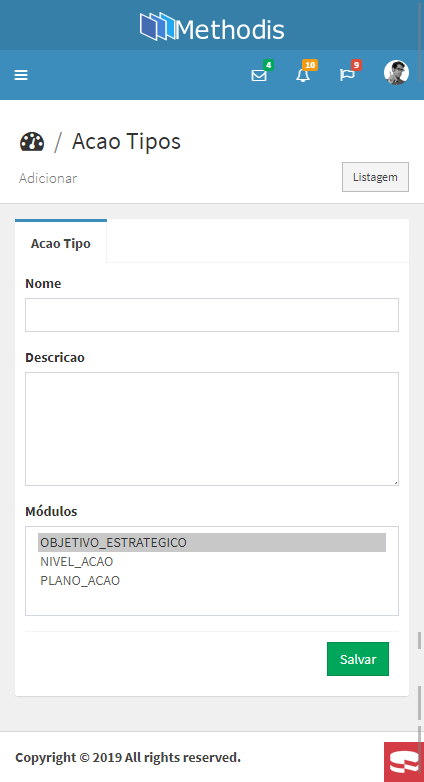 Methodis
4
10
9
/ Acao Tipos
Adicionar
Listagem
Acao Tipo
Nome
Descricao
Módulos
OBJETIVO_ESTRATEGICO
NIVEL_ACAO
PLANO_ACAO
Salvar
Copyright © 2019 All rights reserved.